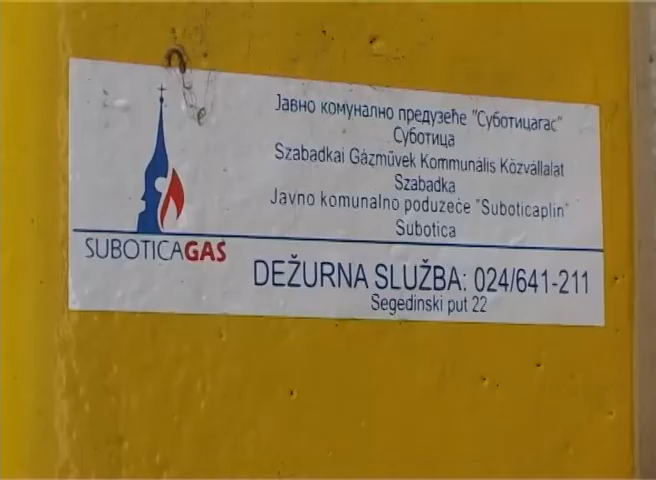 Јавно комунално предузеће "Суботицагас"
Суботица
Szabadkai Gázművek Kommunális Közvállalat
Szabadka
Javno komunalno poduzeće "Suboticaplin"
Subotica
SUBOTICAGAS
DEŽURNA SLUŽBA: 024/641-211
Segedinski put 22